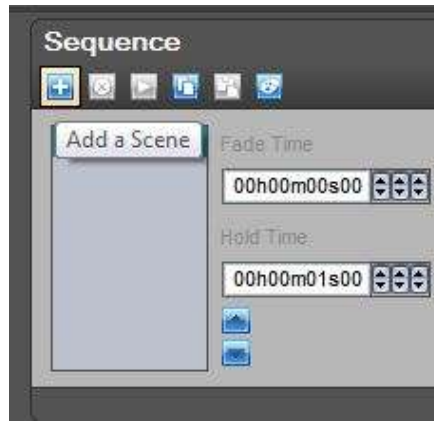 Sequence
Add a Scene
Fade Time
00h00m00s00
Hold Time
00h00m01s00